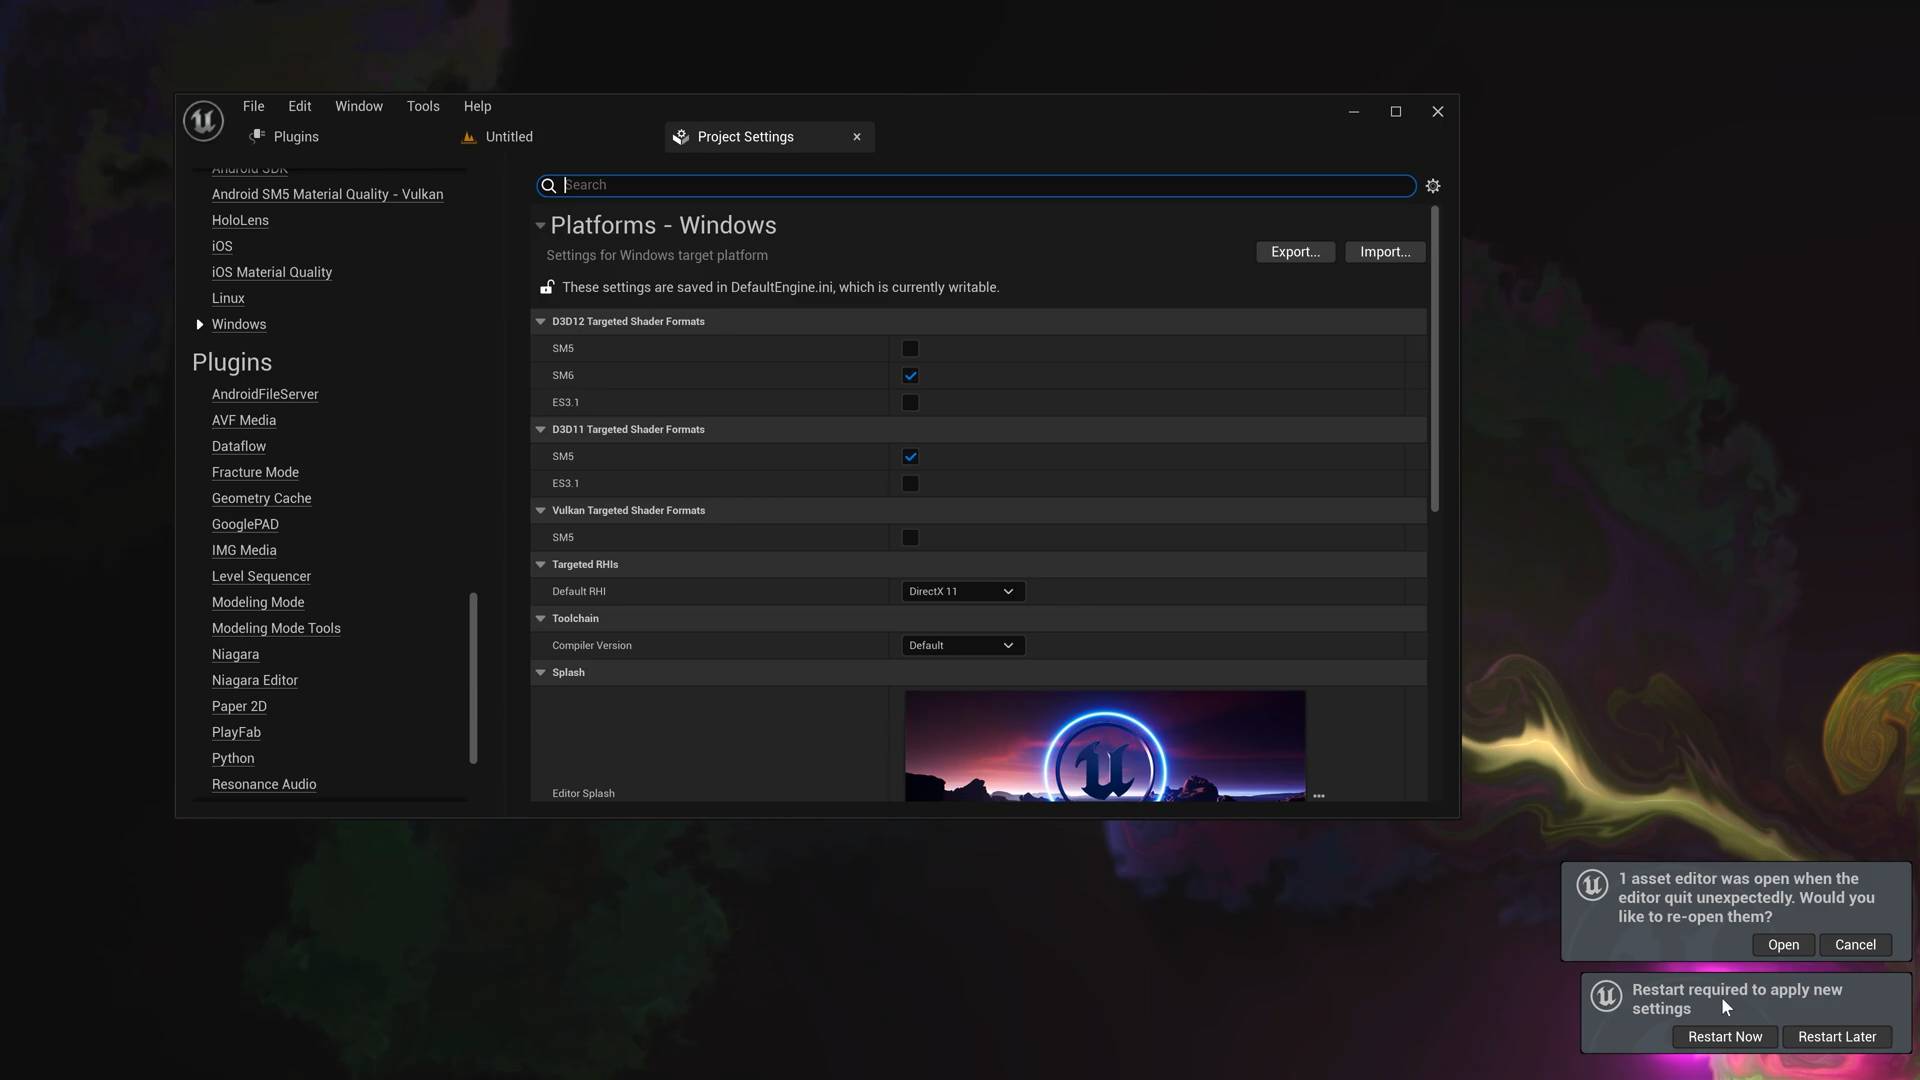 File Edit Window Tools Help
Plugins
Untitled
Project Settings
Android SDK
Android SM5 Material Quality - Vulkan
HoloLens
iOS
iOS Material Quality
Linux
Windows
Plugins
AndroidFileServer
AVF Media
Dataflow
Fracture Mode
Geometry Cache
GooglePAD
IMG Media
Level Sequencer
Modeling Mode
Modeling Mode Tools
Niagara
Niagara Editor
Paper 2D
PlayFab
Python
Resonance Audio
Search
Platforms - Windows
Settings for Windows target platform
Export...
Import...
These settings are saved in DefaultEngine.ini, which is currently writable.
D3D12 Targeted Shader Formats
SM5
SM6
ES3.1
D3D11 Targeted Shader Formats
SM5
ES3.1
Vulkan Targeted Shader Formats
SM5
Targeted RHIs
Default RHI
DirectX 11
Toolchain
Compiler Version
Default
Splash
Editor Splash
1 asset editor was open when the
editor quit unexpectedly. Would you
like to re-open them?
Open
Cancel
Restart required to apply new
settings
Restart Now
Restart Later